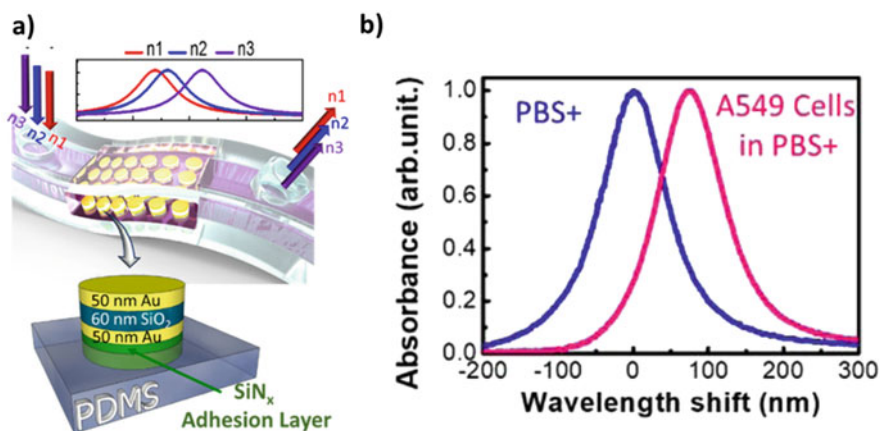 a)
n1 n2 n3
n3
n2
n1
n1
n2
n3
50 nm Au
60 nm SiO₂
50 nm Au
PDMS
SiNₓ
Adhesion Layer
b)
PBS+
A549 Cells
in PBS+
Absorbance (arb.unit.)
1.0
0.8
0.6
0.4
0.2
0.0
-200 -100 0 100 200 300
Wavelength shift (nm)